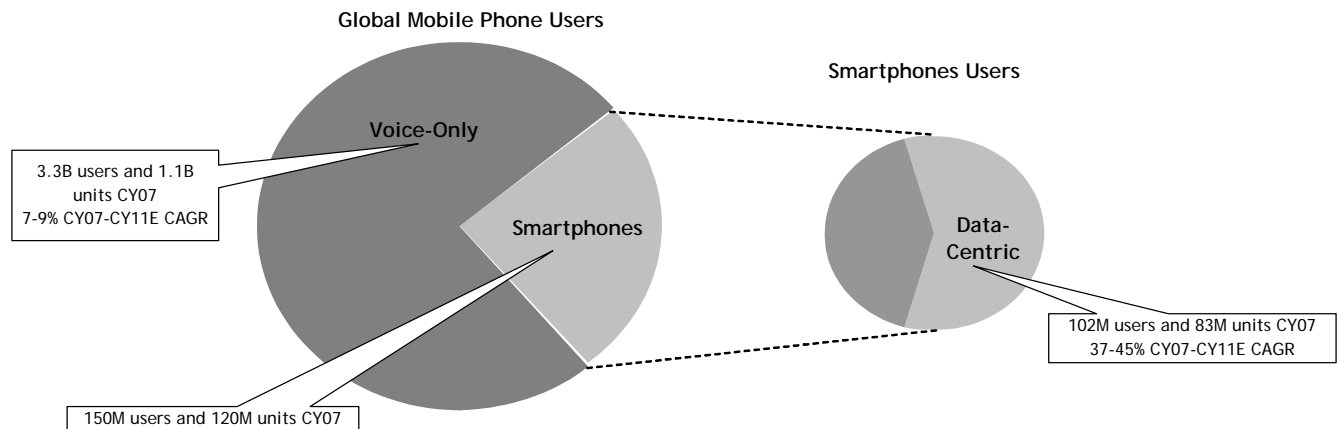 Global Mobile Phone Users
Smartphones Users
Voice-Only
3.3B users and 1.1B
units CY07
7-9% CY07-CY11E CAGR
Smartphones
Data-
Centric
102M users and 83M units CY07
37-45% CY07-CY11E CAGR
150M users and 120M units CY07